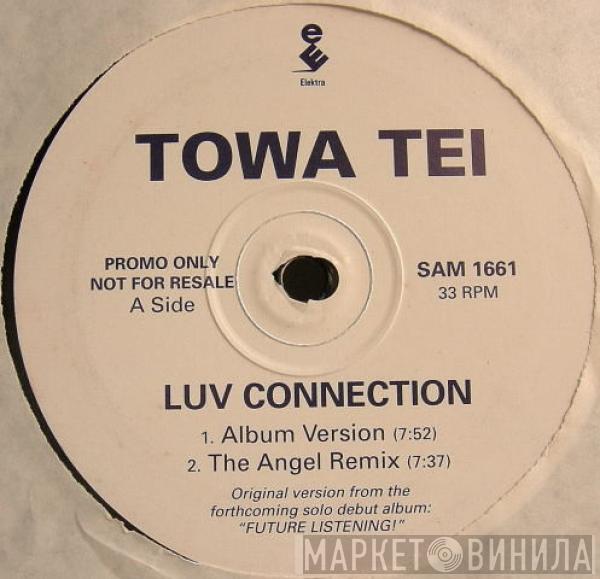 Elektra
TOWA TEI
PROMO ONLY
NOT FOR RESALE
A Side
SAM 1661
33 RPM
LUV CONNECTION
1. Album Version (7:52)
2. The Angel Remix (7:37)
Original version from the
forthcoming solo debut album:
"FUTURE LISTENING!"
МАРКЕТ ВИНИЛА